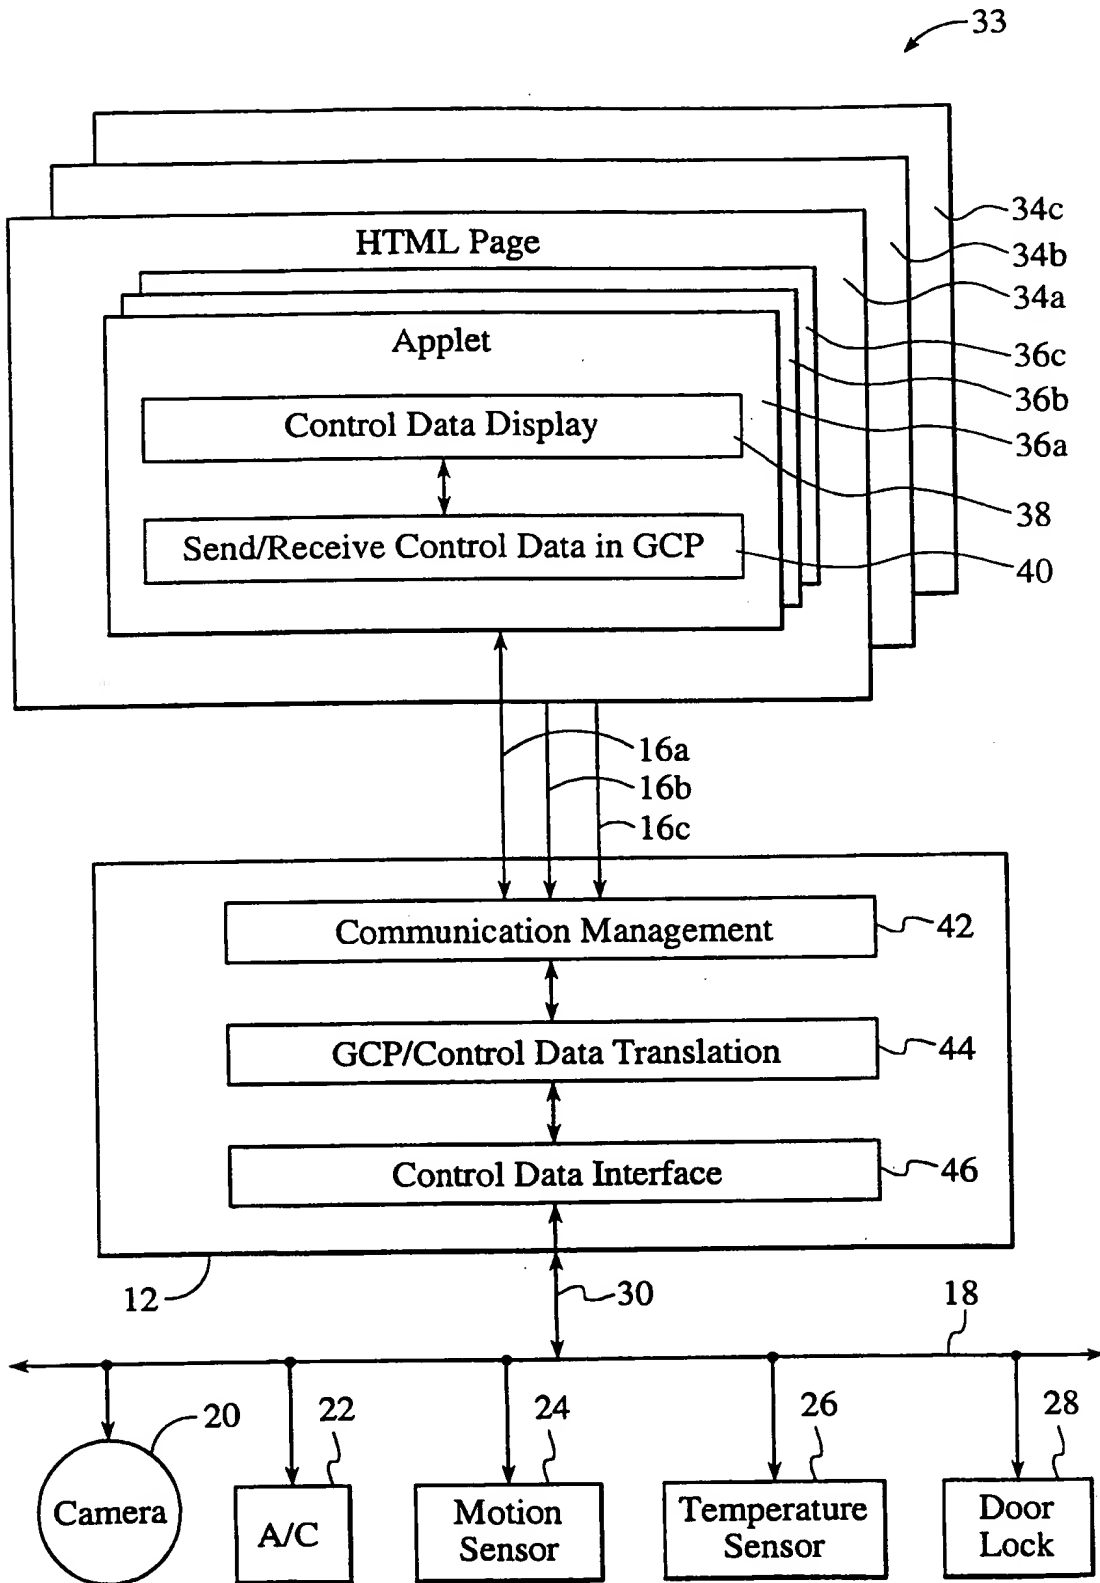 33
HTML Page
34c
34b
34a
Applet
36c
36b
36a
Control Data Display
38
Send/Receive Control Data in GCP
40
16a
16b
16c
Communication Management
42
GCP/Control Data Translation
44
Control Data Interface
46
12
30
18
20
22
24
26
28
Camera
A/C
Motion
Sensor
Temperature
Sensor
Door
Lock